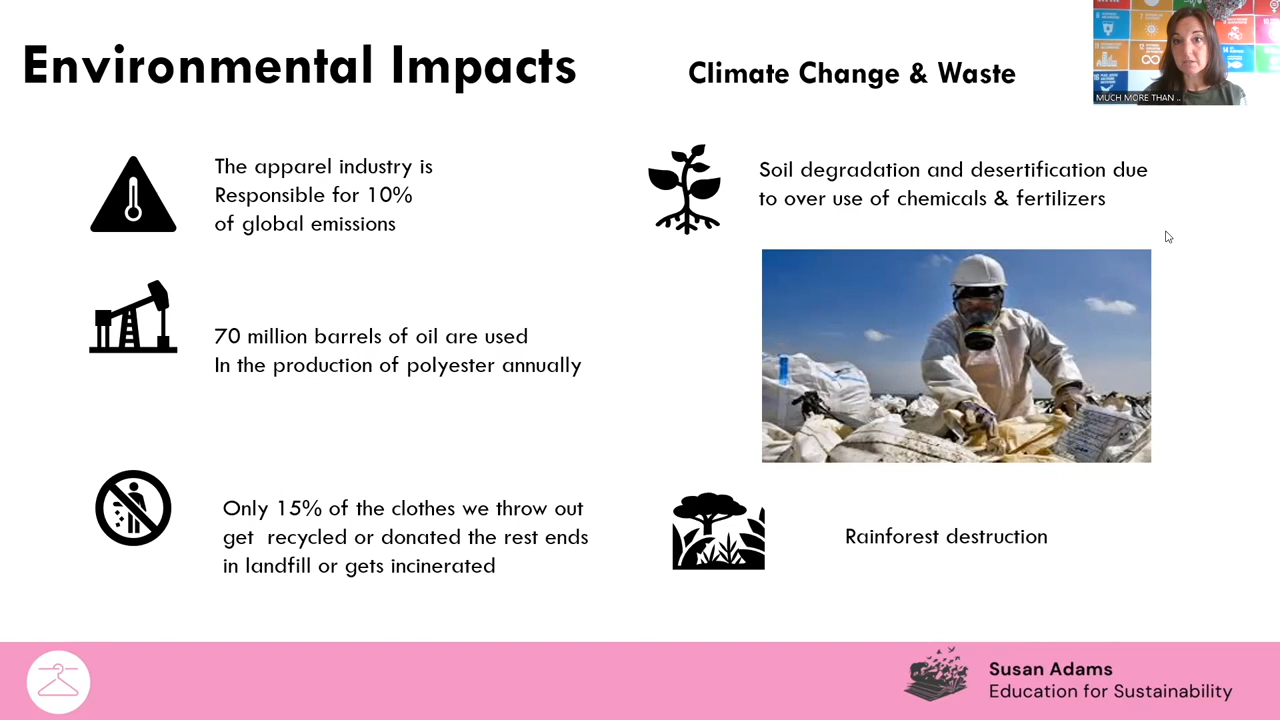 Environmental Impacts
Climate Change & Waste
MUCH MORE THAN ..
The apparel industry is
Responsible for 10%
of global emissions
70 million barrels of oil are used
In the production of polyester annually
Only 15% of the clothes we throw out
get  recycled or donated the rest ends
in landfill or gets incinerated
Soil degradation and desertification due
to over use of chemicals & fertilizers
Rainforest destruction
Susan Adams
Education for Sustainability